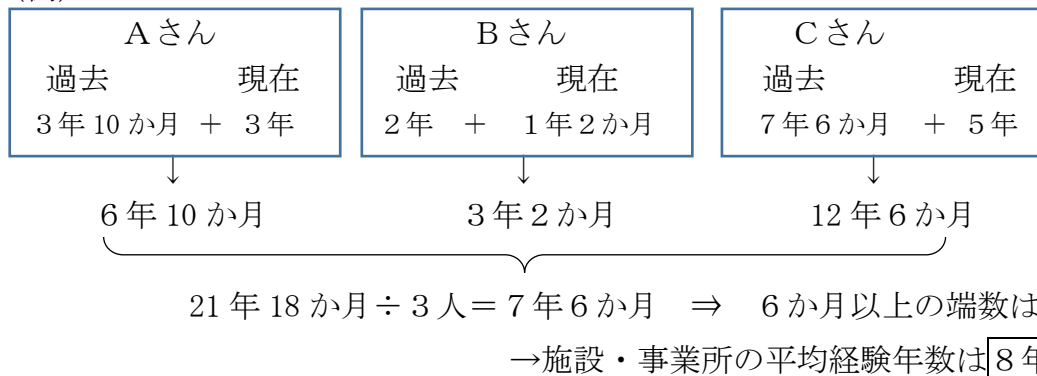 Aさん Bさん Cさん
過去 現在 過去 現在 過去 現在
3年10か月 + 3年 2年 + 1年2か月 7年6か月 + 5年
↓ ↓ ↓
6年10か月 3年2か月 12年6か月
21年18か月÷3人=7年6か月 ⇒ 6か月以上の端数は
→施設・事業所の平均経験年数は8年